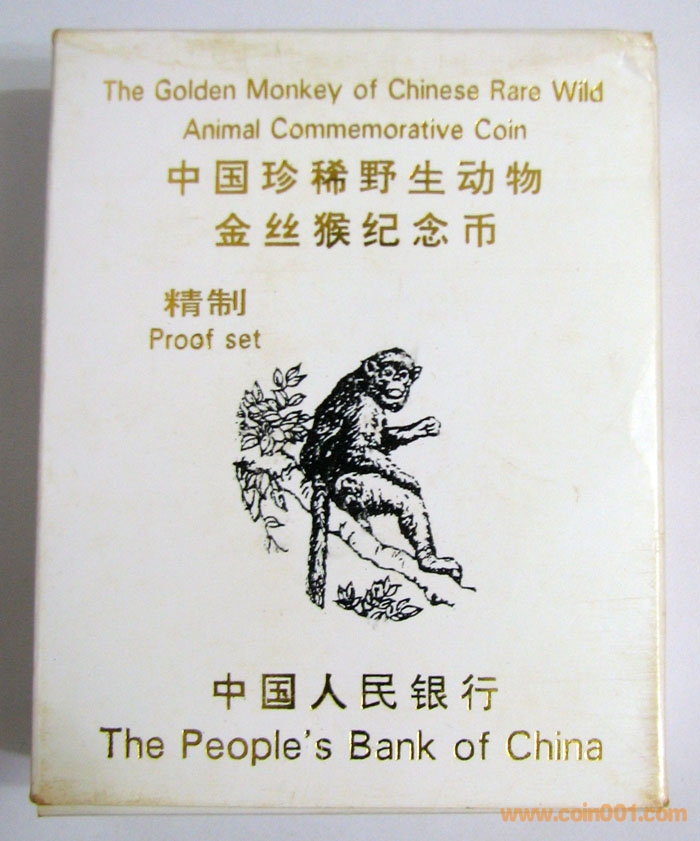 The Golden Monkey of Chinese Rare Wild
Animal Commemorative Coin
中国珍稀野生动物
金丝猴纪念币
精制
Proof set
中国人民银行
The People's Bank of China
www.coin001.com